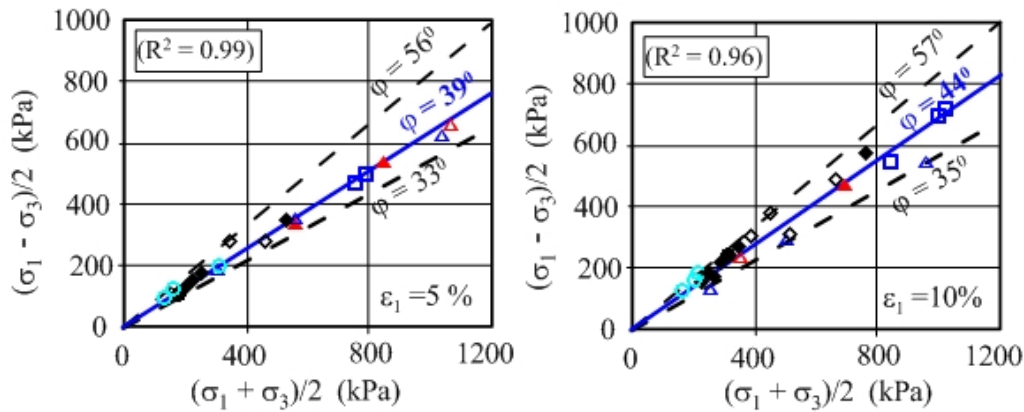 1000
800
600
400
200
0
(σ₁ - σ₃)/2 (kPa)
(R² = 0.99)
φ = 56⁰
φ = 39⁰
φ = 33⁰
ε₁ =5 %
0 400 800 1200
(σ₁ + σ₃)/2 (kPa)
1000
800
600
400
200
0
(σ₁ - σ₃)/2 (kPa)
(R² = 0.96)
φ = 57⁰
φ = 44⁰
φ = 35⁰
ε₁ =10%
0 400 800 1200
(σ₁ + σ₃)/2 (kPa)